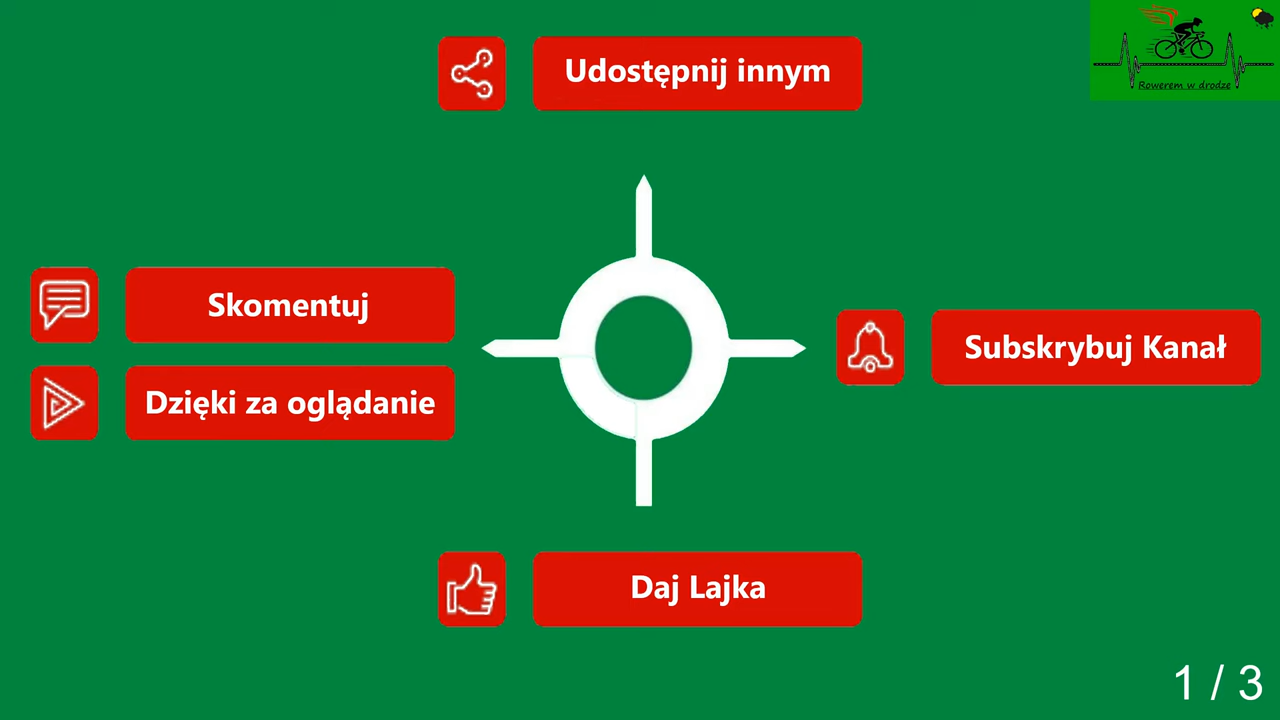 Udostępnij innym
Rowerem w drodze
Skomentuj
Dzięki za oglądanie
Subskrybuj Kanał
Daj Lajka
1 / 3